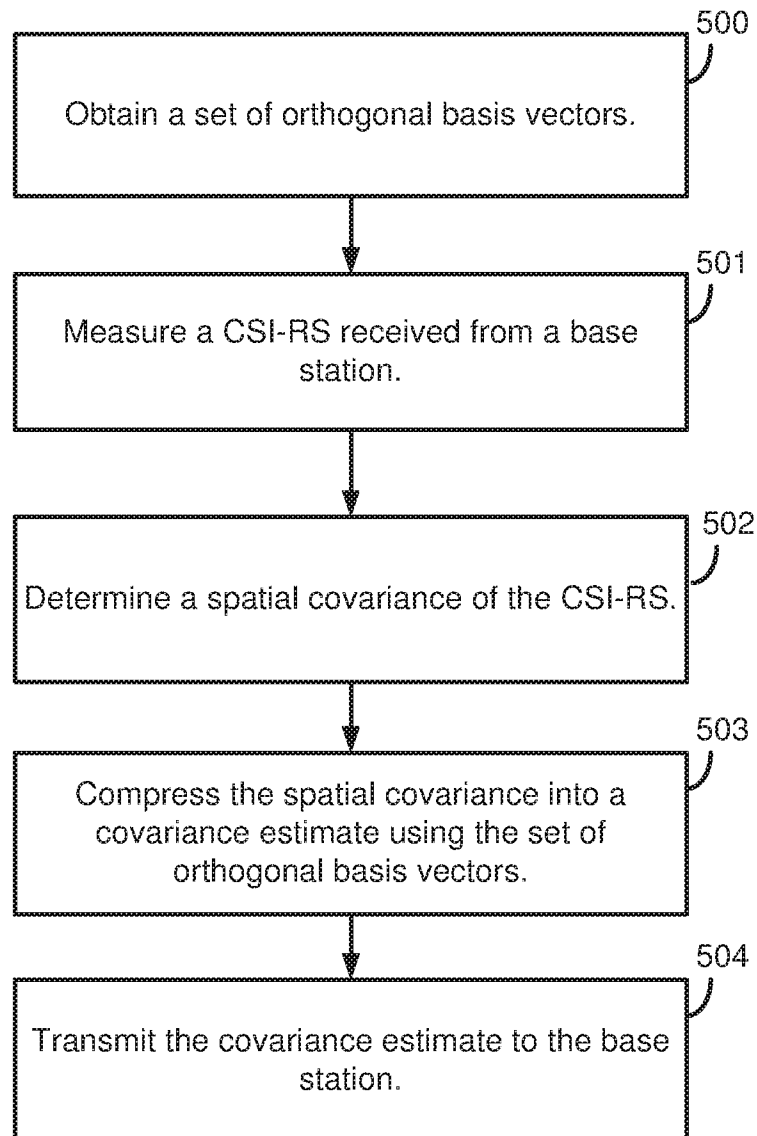 500
Obtain a set of orthogonal basis vectors.
501
Measure a CSI-RS received from a base
station.
502
Determine a spatial covariance of the CSI-RS.
503
Compress the spatial covariance into a
covariance estimate using the set of
orthogonal basis vectors.
504
Transmit the covariance estimate to the base
station.